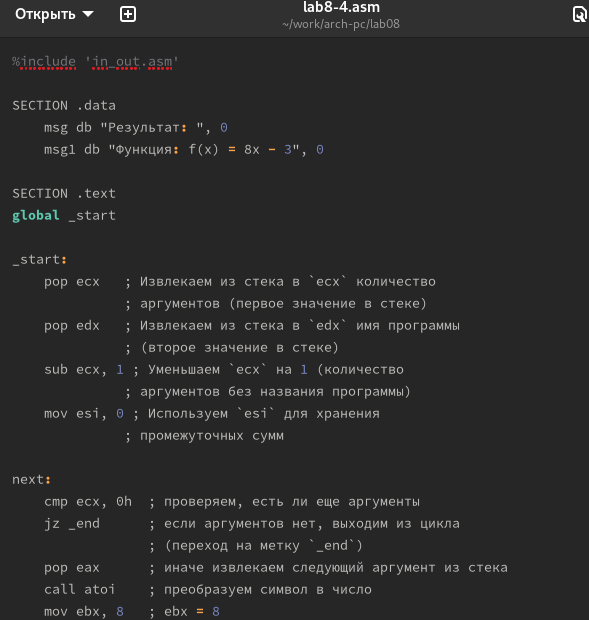 Открыть
lab8-4.asm
~/work/arch-pc/lab08
%include 'in_out.asm'
SECTION .data
msg db "Результат: ", 0
msg1 db "Функция: f(x) = 8x - 3", 0
SECTION .text
global _start
_start:
pop ecx ; Извлекаем из стека в `ecx` количество
; аргументов (первое значение в стеке)
pop edx ; Извлекаем из стека в `edx` имя программы
; (второе значение в стеке)
sub ecx, 1 ; Уменьшаем `ecx` на 1 (количество
; аргументов без названия программы)
mov esi, 0 ; Используем `esi` для хранения
; промежуточных сумм
next:
cmp ecx, 0h ; проверяем, есть ли еще аргументы
jz _end ; если аргументов нет, выходим из цикла
; (переход на метку `_end`)
pop eax ; иначе извлекаем следующий аргумент из стека
call atoi ; преобразуем символ в число
mov ebx, 8 ; ebx = 8